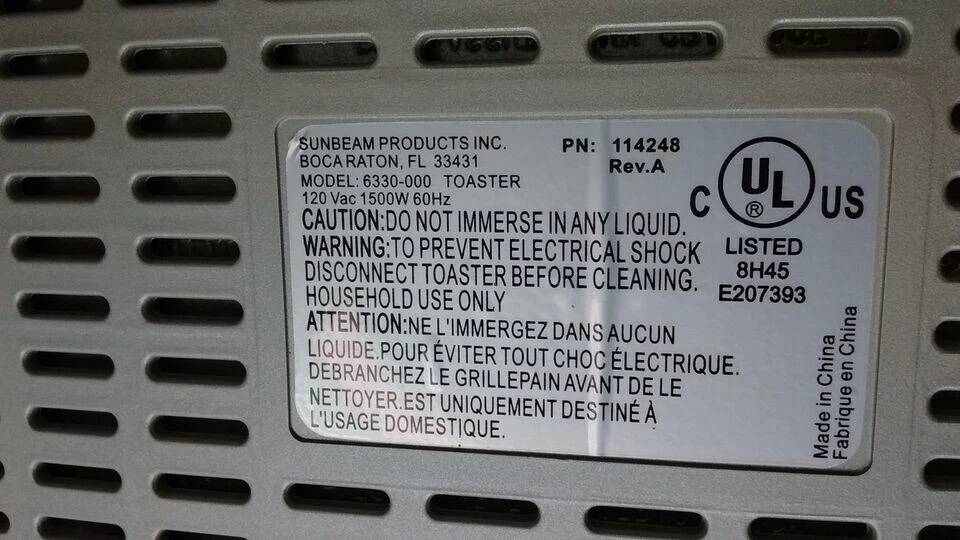 SUNBEAM PRODUCTS INC.
BOCA RATON, FL 33431
MODEL: 6330-000 TOASTER
120 Vac 1500W 60Hz
PN: 114248
Rev.A
CAUTION:DO NOT IMMERSE IN ANY LIQUID.
WARNING:TO PREVENT ELECTRICAL SHOCK
DISCONNECT TOASTER BEFORE CLEANING.
HOUSEHOLD USE ONLY
ATTENTION:NE L'IMMERGEZ DANS AUCUN
LIQUIDE.POUR ÉVITER TOUT CHOC ÉLECTRIQUE.
DEBRANCHEZ LE GRILLEPAIN AVANT DE LE
NETTOYER.EST UNIQUEMENT DESTINÉ À
L'USAGE DOMESTIQUE.
C UL ® US
LISTED
8H45
E207393
Made in China
Fabrique en China